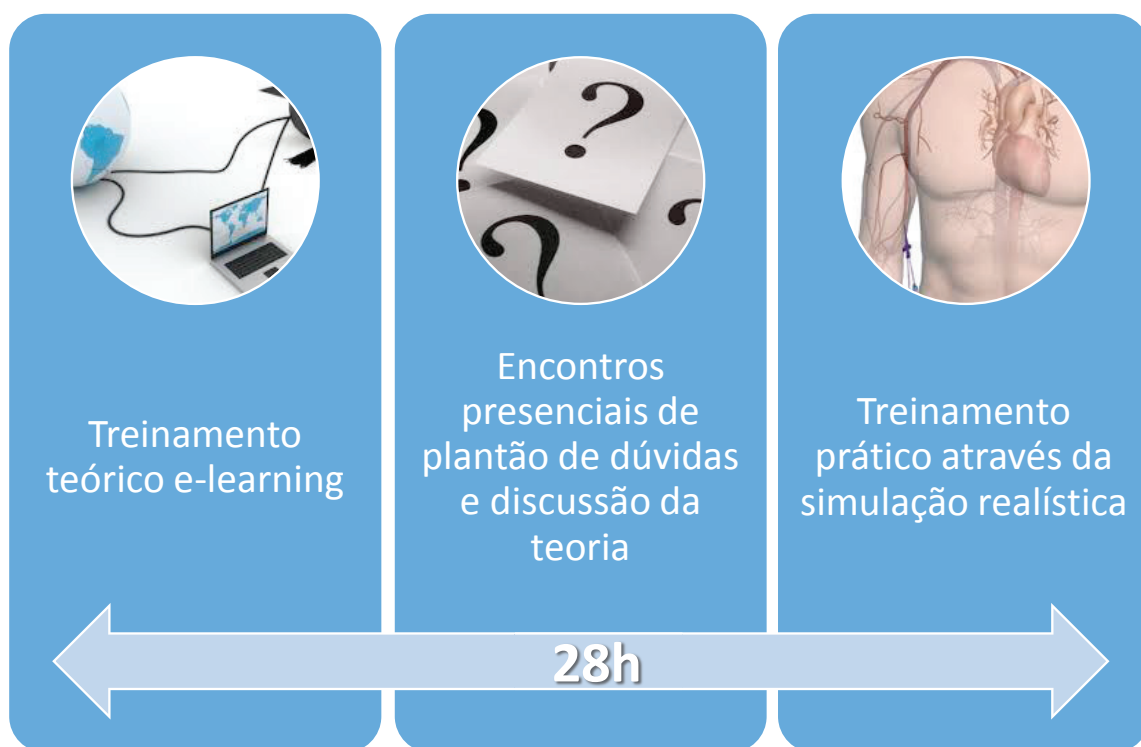 Treinamento
teórico e-learning
Encontros
presenciais de
plantão de dúvidas
e discussão da
teoria
Treinamento
prático através da
simulação realística
28h